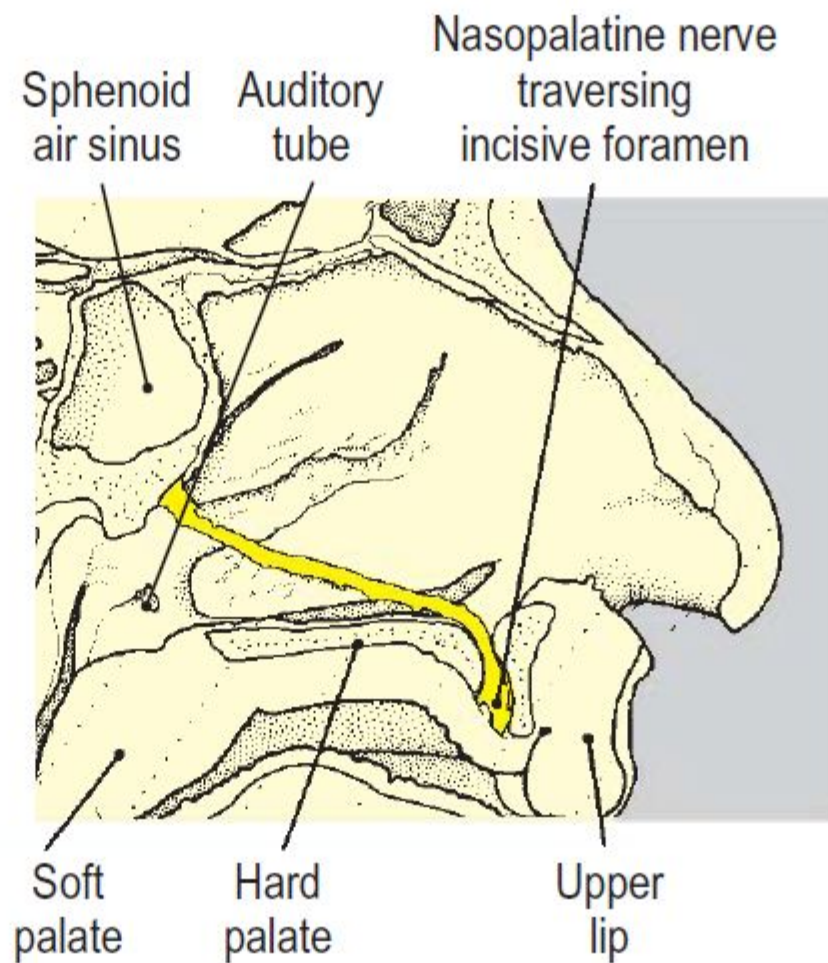 Sphenoid
air sinus
Auditory
tube
Nasopalatine nerve
traversing
incisive foramen
Soft
palate
Hard
palate
Upper
lip